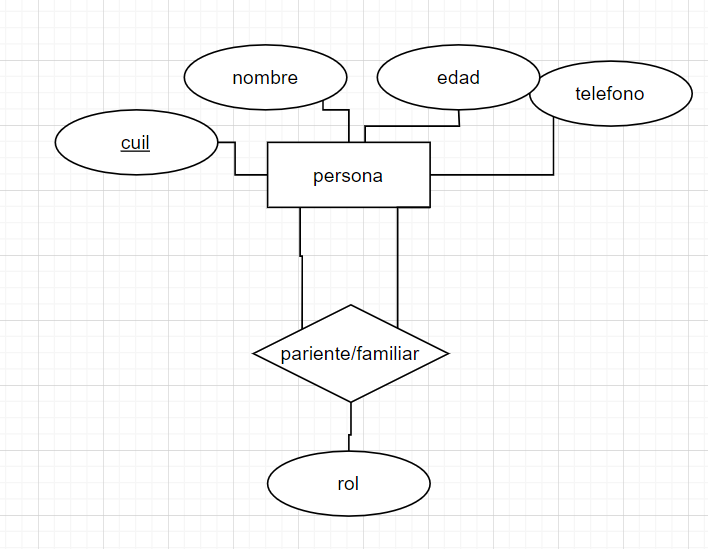 nombre
edad
telefono
cuil
persona
pariente/familiar
rol